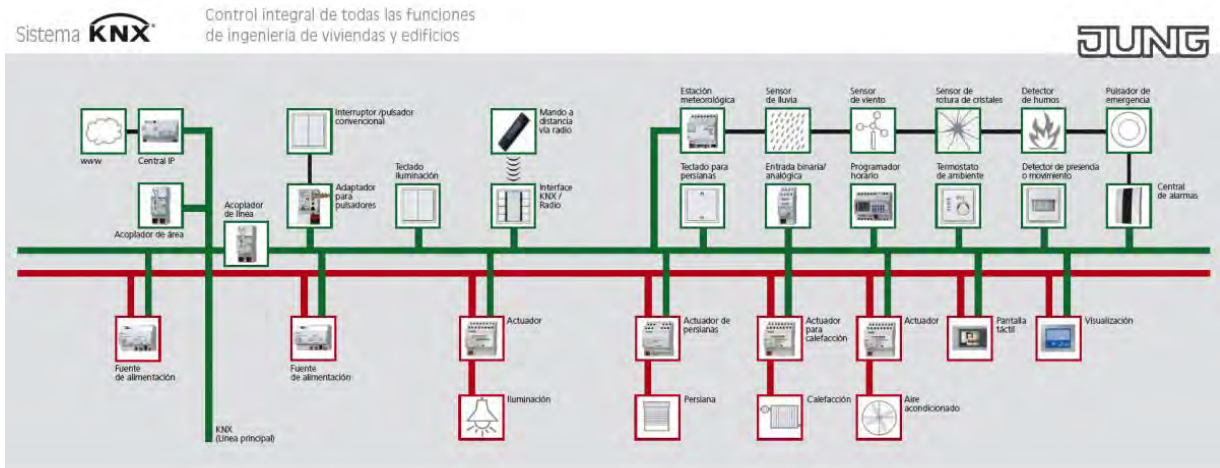 Sistema KNX®
Control integral de todas las funciones
de ingeniería de viviendas y edificios
JUNG
www
Central IP
Interruptor /pulsador
convencional
Mando a
distancia
vía radio
Estación
meteorológica
Sensor
de lluvia
Sensor
de viento
Sensor de
rotura de cristales
Detector
de humos
Pulsador de
emergencia
Acoplador de área
Acoplador
de línea
Adaptador
para
pulsadores
Teclado
iluminación
Interface
KNX /
Radio
Teclado para
persianas
Entrada binaria/
analógica
Programador
horario
Termostato
de ambiente
Detector de presencia
o movimiento
Central
de alarmas
Fuente
de alimentación
Fuente
de alimentación
Actuador
Actuador de
persianas
Actuador
para
calefacción
Actuador
Pantalla
táctil
Visualización
Iluminación
Persiana
Calefacción
Aire
acondicionado
KNX
(Línea principal)